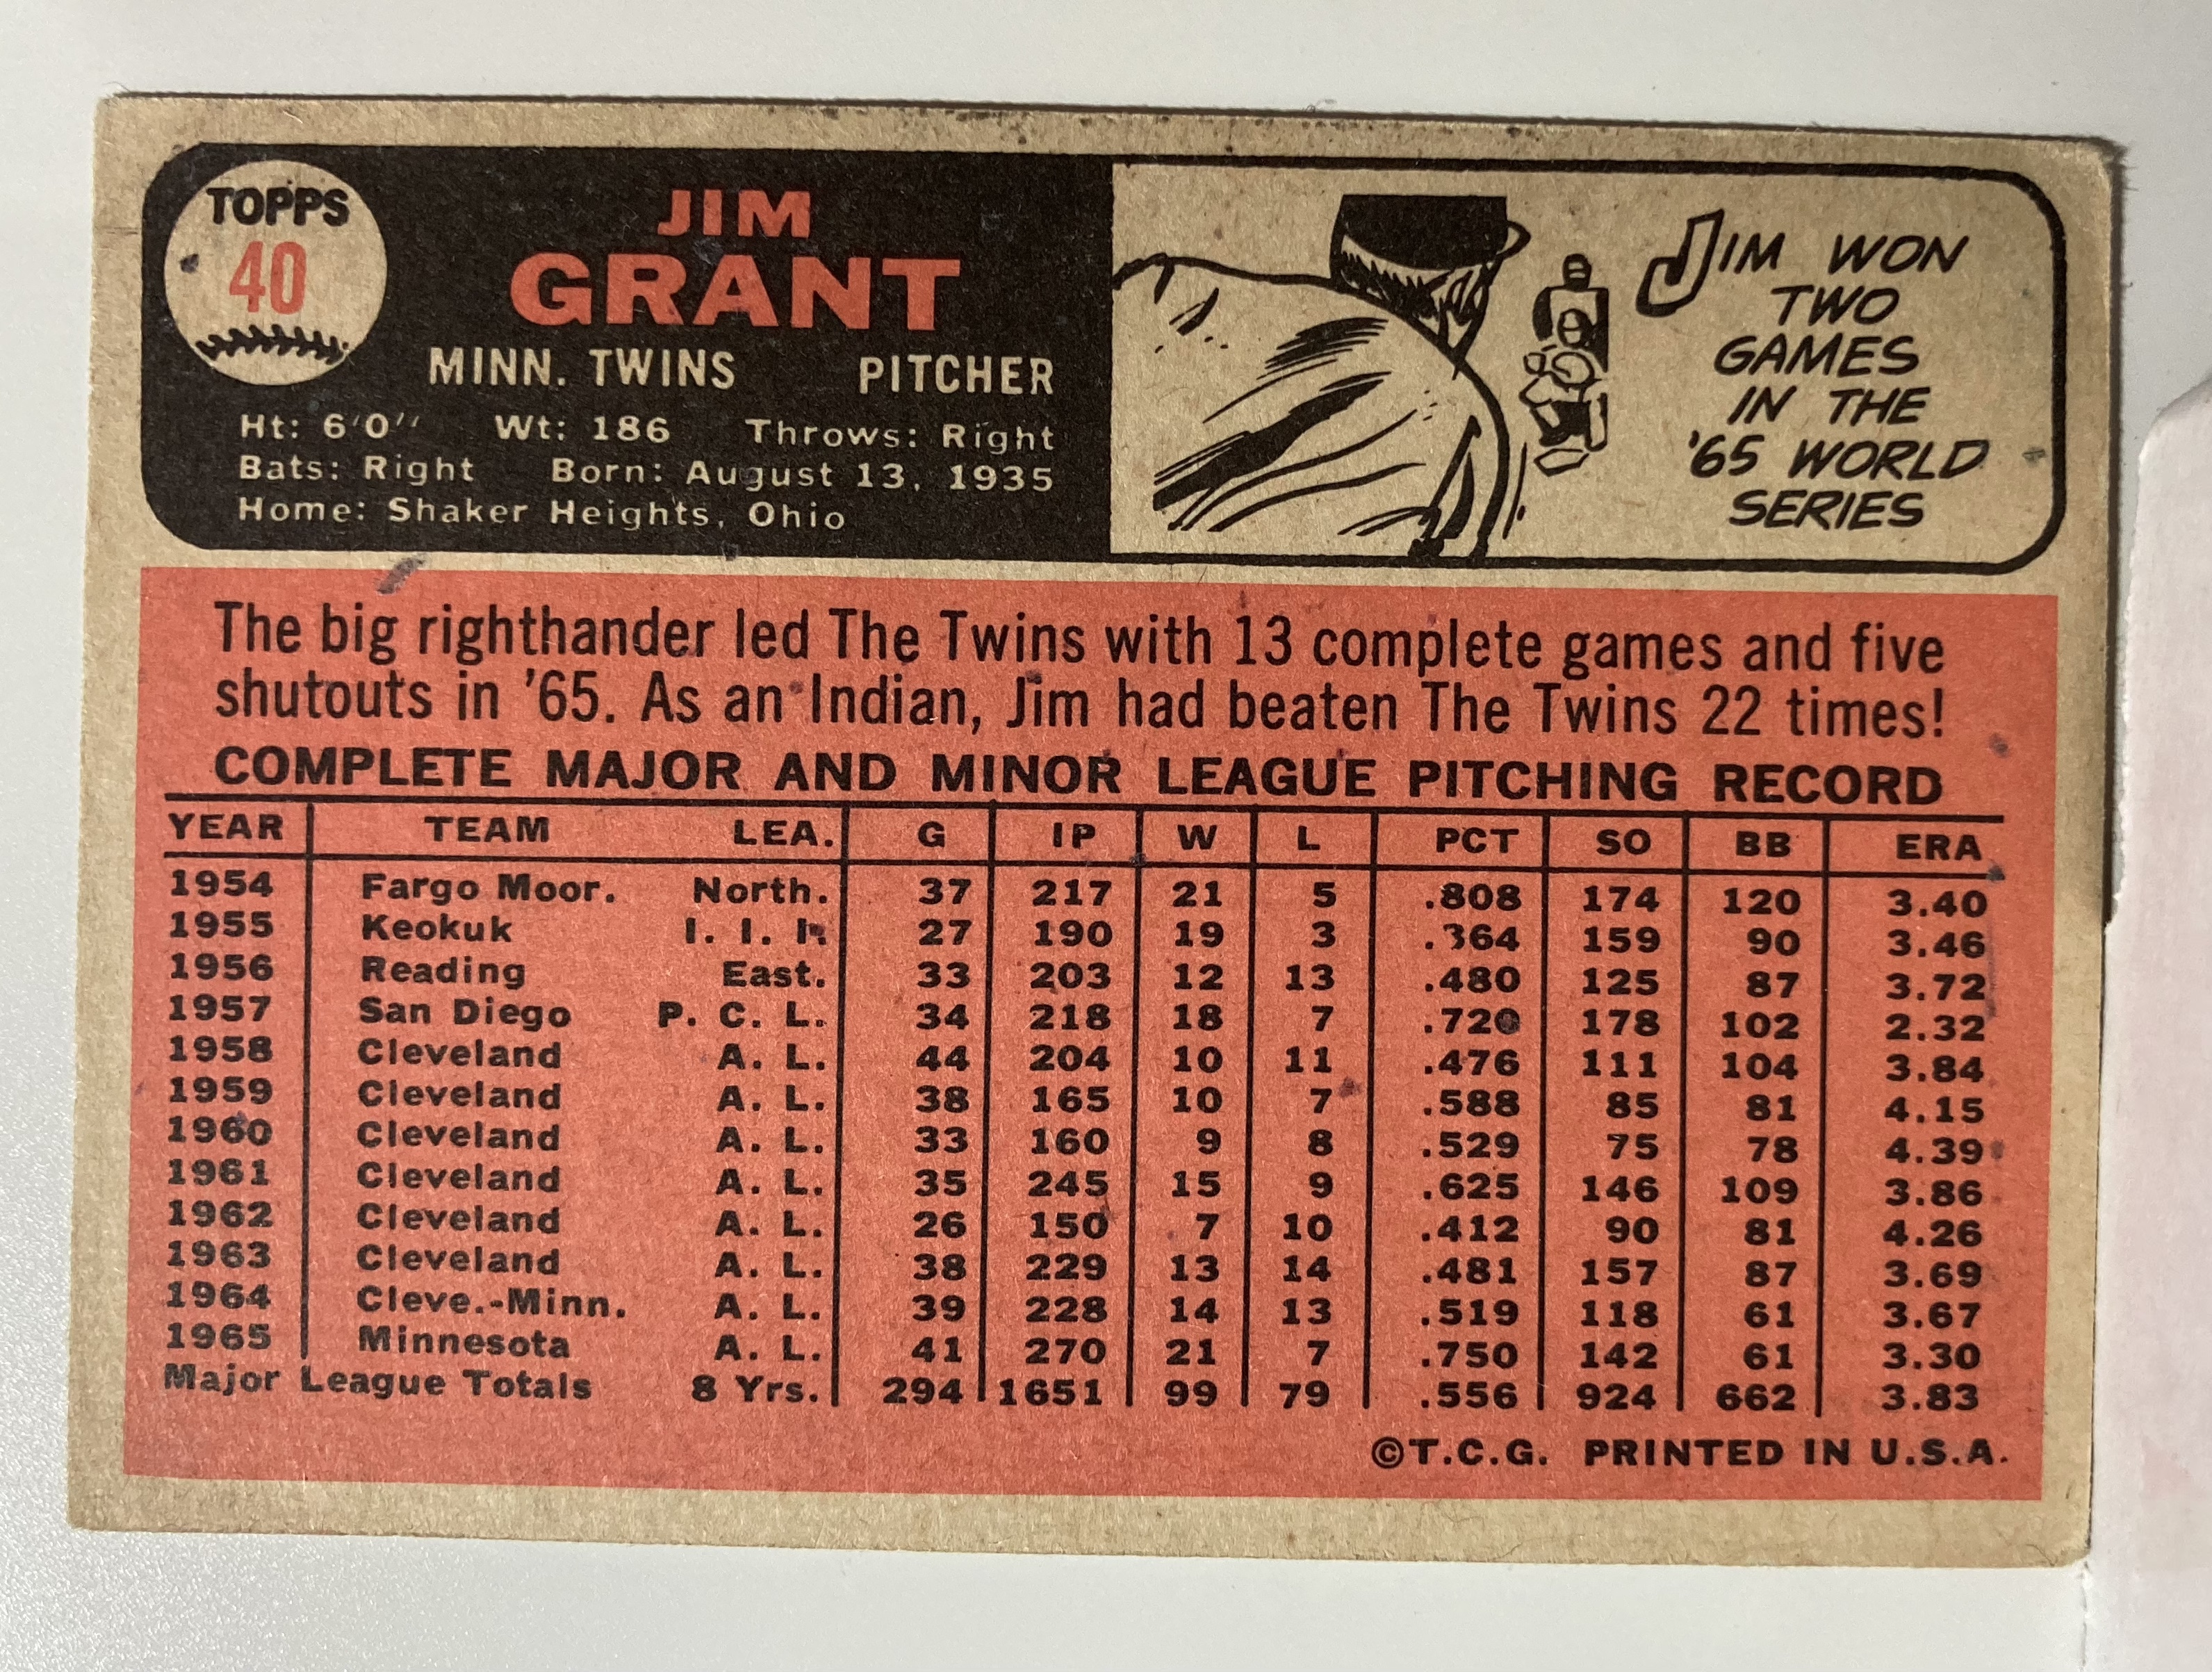 TOPPS
40
JIM
GRANT
MINN. TWINS PITCHER
Ht: 6'0" Wt: 186 Throws: Right
Bats: Right Born: August 13, 1935
Home: Shaker Heights, Ohio
JIM WON
TWO
GAMES
IN THE
'65 WORLD
SERIES
The big righthander led The Twins with 13 complete games and five
shutouts in '65. As an Indian, Jim had beaten The Twins 22 times!
COMPLETE MAJOR AND MINOR LEAGUE PITCHING RECORD
YEAR TEAM LEA. G IP W L PCT SO BB ERA
1954 Fargo Moor. North. 37 217 21 5 .808 174 120 3.40
1955 Keokuk I. I. I. 27 190 19 3 .364 159 90 3.46
1956 Reading East. 33 203 12 13 .480 125 87 3.72
1957 San Diego P. C. L. 34 218 18 7 .720 178 102 2.32
1958 Cleveland A. L. 44 204 10 11 .476 111 104 3.84
1959 Cleveland A. L. 38 165 10 7 .588 85 81 4.15
1960 Cleveland A. L. 33 160 9 8 .529 75 78 4.39
1961 Cleveland A. L. 35 245 15 9 .625 146 109 3.86
1962 Cleveland A. L. 26 150 7 10 .412 90 81 4.26
1963 Cleveland A. L. 38 229 13 14 .481 157 87 3.69
1964 Cleve.-Minn. A. L. 39 228 14 13 .519 118 61 3.67
1965 Minnesota A. L. 41 270 21 7 .750 142 61 3.30
Major League Totals 8 Yrs. 294 1651 99 79 .556 924 662 3.83
©T.C.G. PRINTED IN U.S.A.